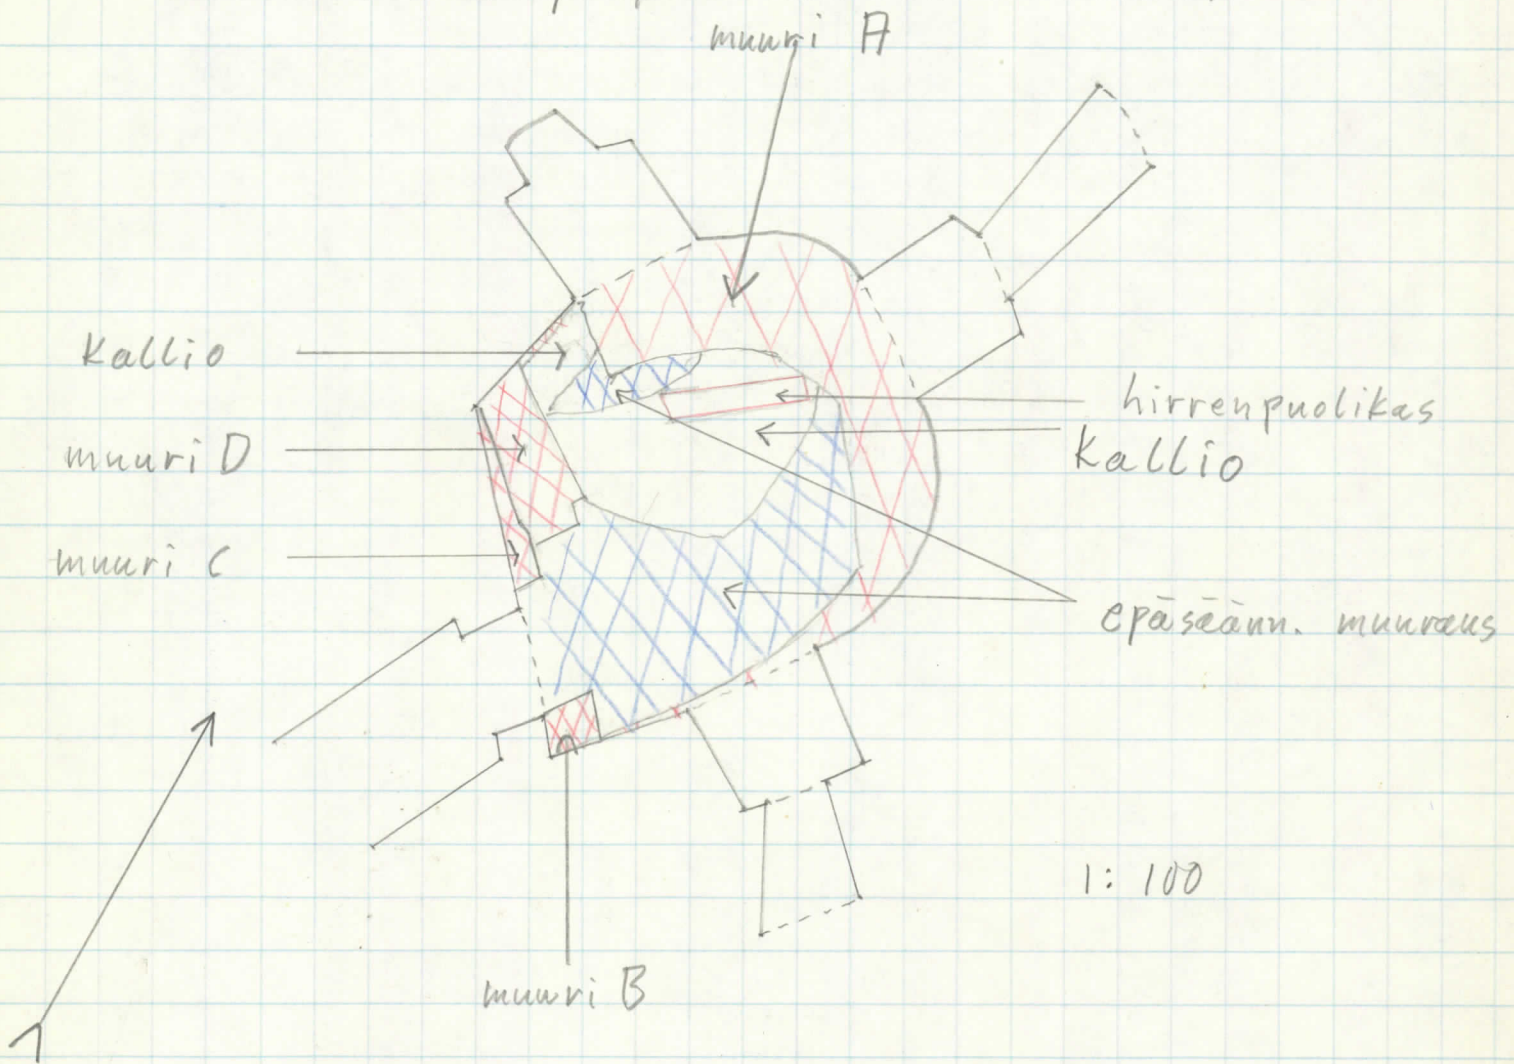 muuri A
Kallio
hirrenpuolikas
muuri D
Kallio
muuri C
epäsäänn. muuraus
1:100
muuri B